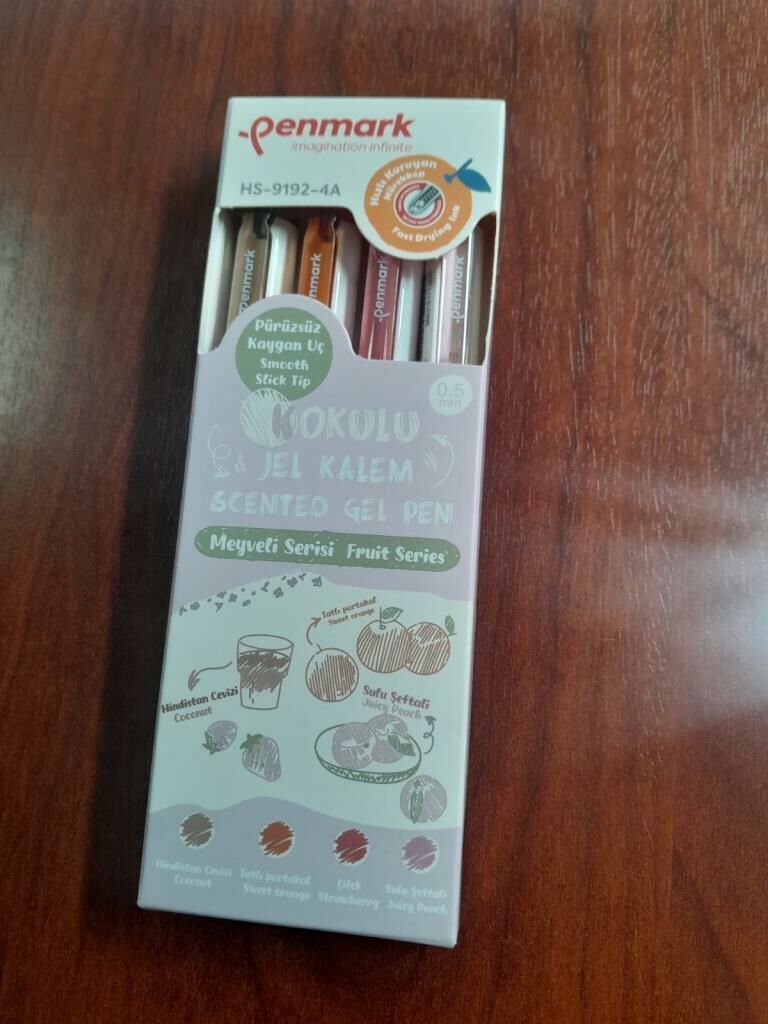 Penmark
imagination infinite
HS-9192-4A
Hızlı Kuruyan
Mürekkep
Fast Drying Ink
Penmark
Penmark
Penmark
Penmark
Pürüzsüz
Kaygan Uç
Smooth
Slick Tip
0.5
mm
KOKULU
JEL KALEM
SCENTED GEL PEN
Meyveli Serisi Fruit Series
Tatlı portakal
Sweet orange
Hindistan Cevizi
Coconut
Sulu Şeftali
Juicy Peach
Hindistan Cevizi
Coconut
Tatlı portakal
Sweet orange
Çilek
Strawberry
Sulu Şeftali
Juicy Peach